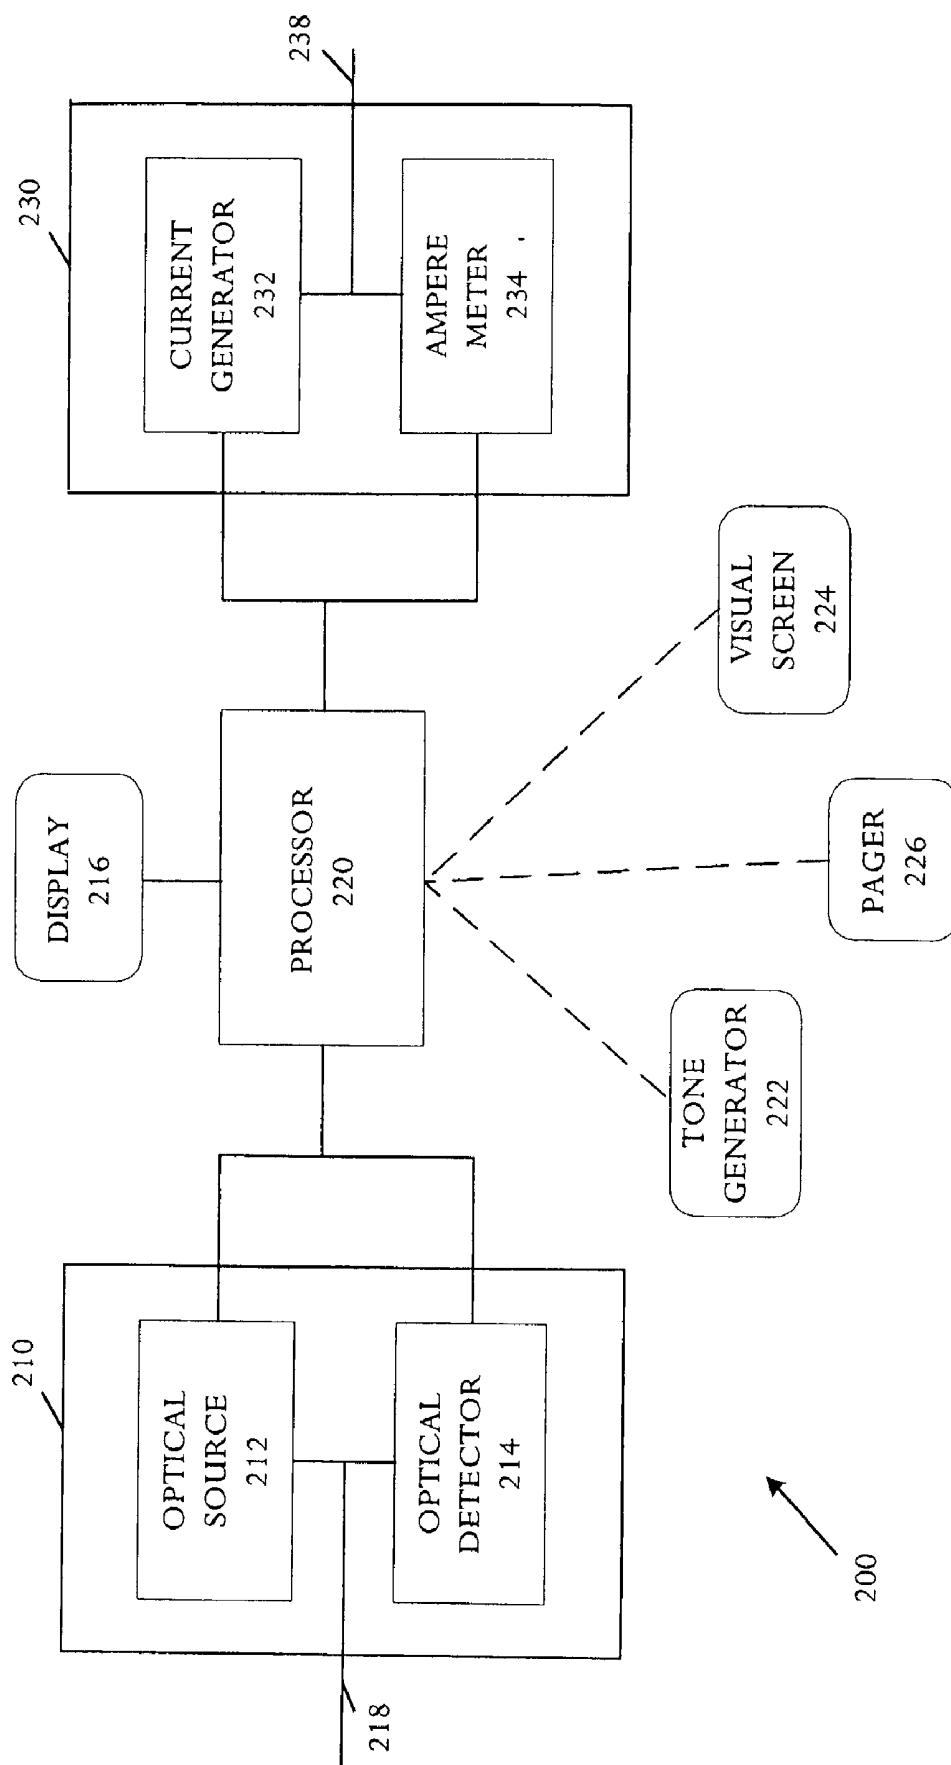 210
OPTICAL
SOURCE
212
OPTICAL
DETECTOR
214
218
200
DISPLAY
216
PROCESSOR
220
TONE
GENERATOR
222
PAGER
226
VISUAL
SCREEN
224
230
CURRENT
GENERATOR
232
AMPERE
METER
234
238